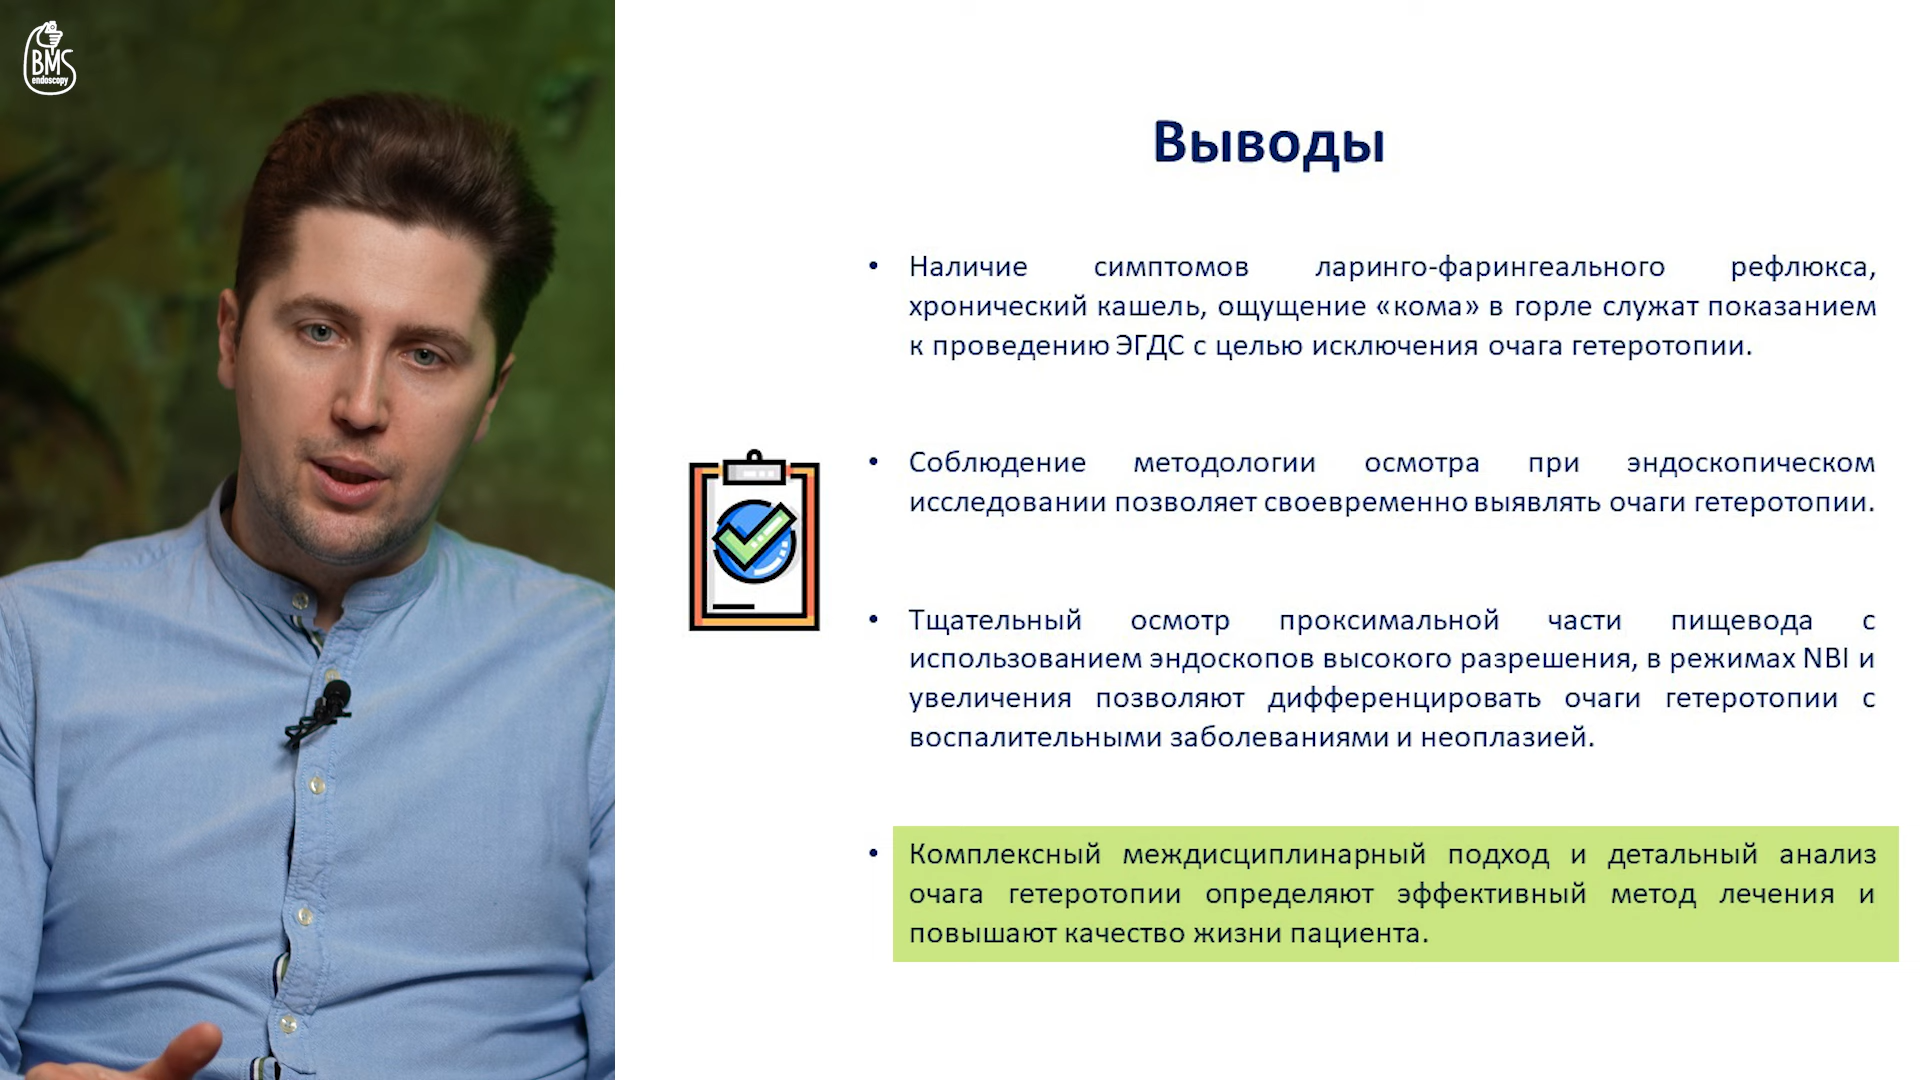 BMS
endoscopy
Выводы
• Наличие симптомов ларинго-фарингеального рефлюкса,
хронический кашель, ощущение «кома» в горле служат показанием
к проведению ЭГДС с целью исключения очага гетеротопии.
• Соблюдение методологии осмотра при эндоскопическом
исследовании позволяет своевременно выявлять очаги гетеротопии.
• Тщательный осмотр проксимальной части пищевода с
использованием эндоскопов высокого разрешения, в режимах NBI и
увеличения позволяют дифференцировать очаги гетеротопии с
воспалительными заболеваниями и неоплазией.
• Комплексный междисциплинарный подход и детальный анализ
очага гетеротопии определяют эффективный метод лечения и
повышают качество жизни пациента.